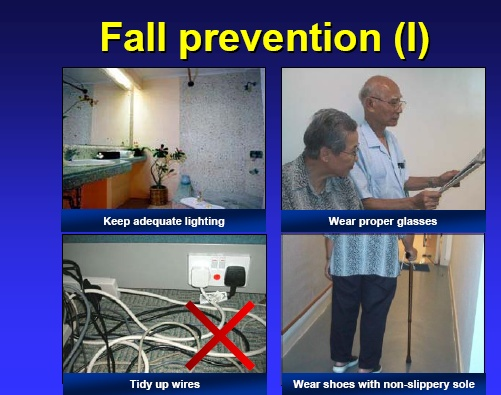 Fall prevention (I)
Keep adequate lighting
Wear proper glasses
Tidy up wires
Wear shoes with non-slippery sole